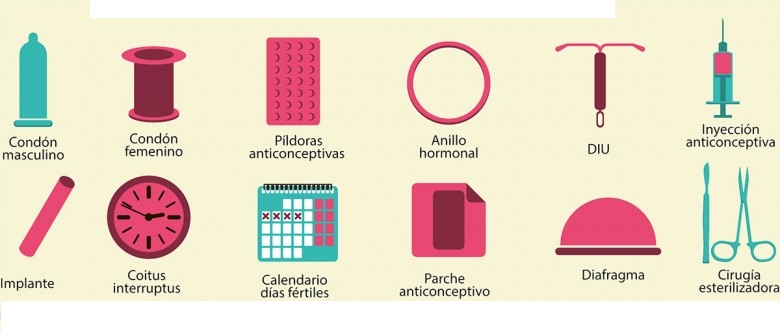 Condón
masculino
Condón
femenino
Píldoras
anticonceptivas
Anillo
hormonal
DIU
Inyección
anticonceptiva
Implante
Coitus
interruptus
Calendario
días fértiles
Parche
anticonceptivo
Diafragma
Cirugía
esterilizadora